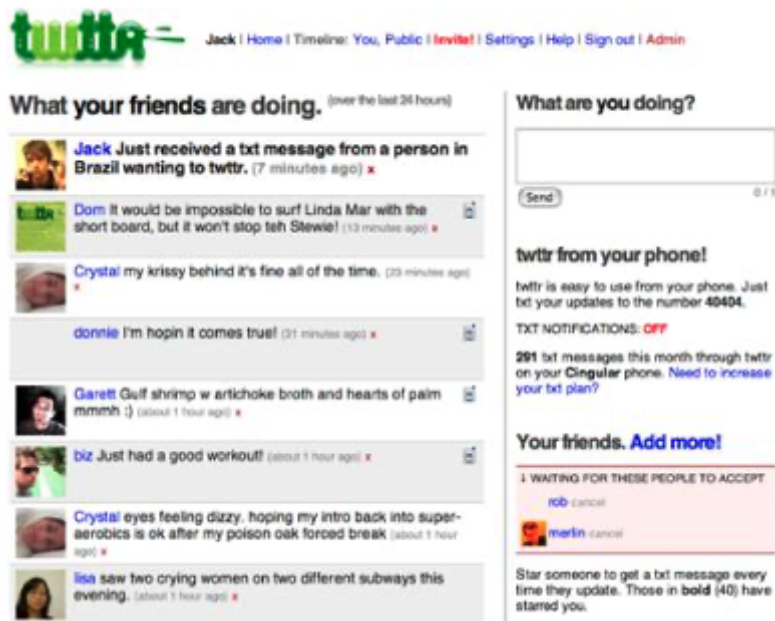 twttr
Jack | Home | Timeline: You, Public | Invite! | Settings | Help | Sign out | Admin
What your friends are doing. (over the last 24 hours)
Jack Just received a txt message from a person in
Brazil wanting to twttr. (7 minutes ago) x
Dom It would be impossible to surf Linda Mar with the
short board, but it won't stop teh Stewie! (13 minutes ago) x
Crystal my krissy behind it's fine all of the time. (23 minutes ago)
x
donnie I'm hopin it comes true! (31 minutes ago) x
Garett Gulf shrimp w artichoke broth and hearts of palm
mmmh :) (about 1 hour ago) x
biz Just had a good workout! (about 1 hour ago) x
Crystal eyes feeling dizzy. hoping my intro back into super-
aerobics is ok after my poison oak forced break (about 1 hour
ago) x
lisa saw two crying women on two different subways this
evening. (about 1 hour ago) x
What are you doing?
Send
twttr from your phone!
twttr is easy to use from your phone. Just
txt your updates to the number 40404.
TXT NOTIFICATIONS: OFF
291 txt messages this month through twttr
on your Cingular phone. Need to increase
your txt plan?
Your friends. Add more!
↓ WAITING FOR THESE PEOPLE TO ACCEPT
rob cancel
merlin cancel
Star someone to get a txt message every
time they update. Those in bold (40) have
starred you.